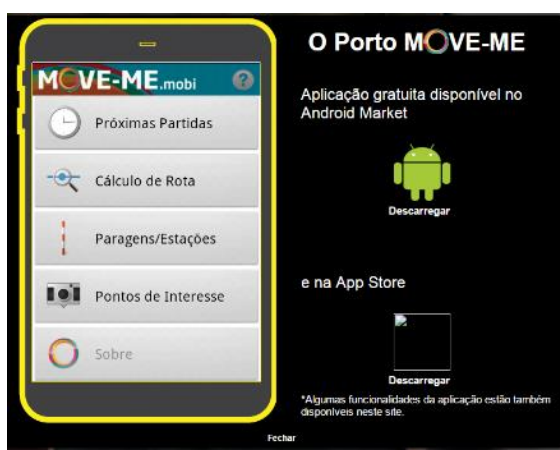 MOVE-ME.mobi ?
Próximas Partidas
Cálculo de Rota
Paragens/Estações
Pontos de Interesse
Sobre
O Porto MOVE-ME
Aplicação gratuita disponível no
Android Market
Descarregar
e na App Store
Descarregar
*Algumas funcionalidades da aplicação estão também
disponíveis neste site.
Fechar